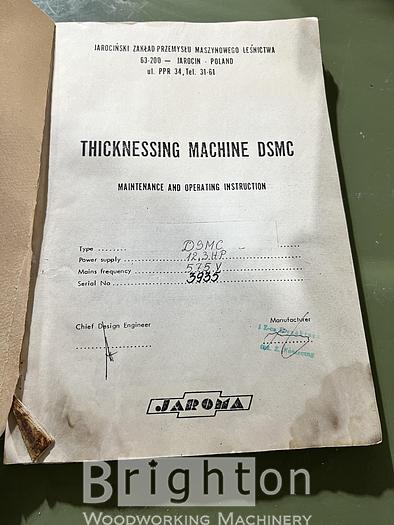 JAROCIŃSKI ZAKŁAD PRZEMYSŁU MASZYNOWEGO LEŚNICTWA
63-200 — JAROCIN - POLAND
ul. PPR 34, Tel. 31-61
THICKNESSING MACHINE DSMC
MAINTENANCE AND OPERATING INSTRUCTION
Type ........ DSMC
Power supply ........ 12,3 HP
Mains frequency ........ 575 V
Serial No ........ 3935
Chief Design Engineer Manufacturer
JAROMA
Brighton
WOODWORKING MACHINERY